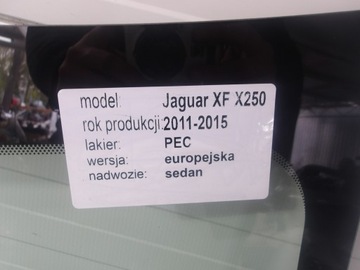 model: Jaguar XF X250
rok produkcji: 2011-2015
lakier: PEC
wersja: europejska
nadwozie: sedan